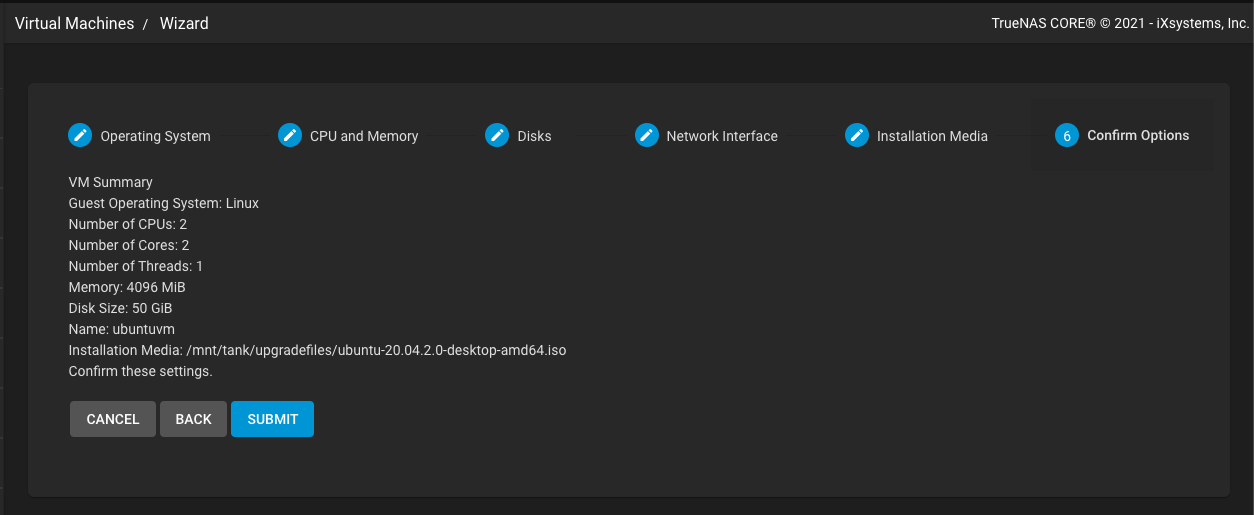 Virtual Machines / Wizard
TrueNAS CORE® © 2021 - iXsystems, Inc.
Operating System
CPU and Memory
Disks
Network Interface
Installation Media
6 Confirm Options
VM Summary
Guest Operating System: Linux
Number of CPUs: 2
Number of Cores: 2
Number of Threads: 1
Memory: 4096 MiB
Disk Size: 50 GiB
Name: ubuntuvm
Installation Media: /mnt/tank/upgradefiles/ubuntu-20.04.2.0-desktop-amd64.iso
Confirm these settings.
CANCEL BACK SUBMIT